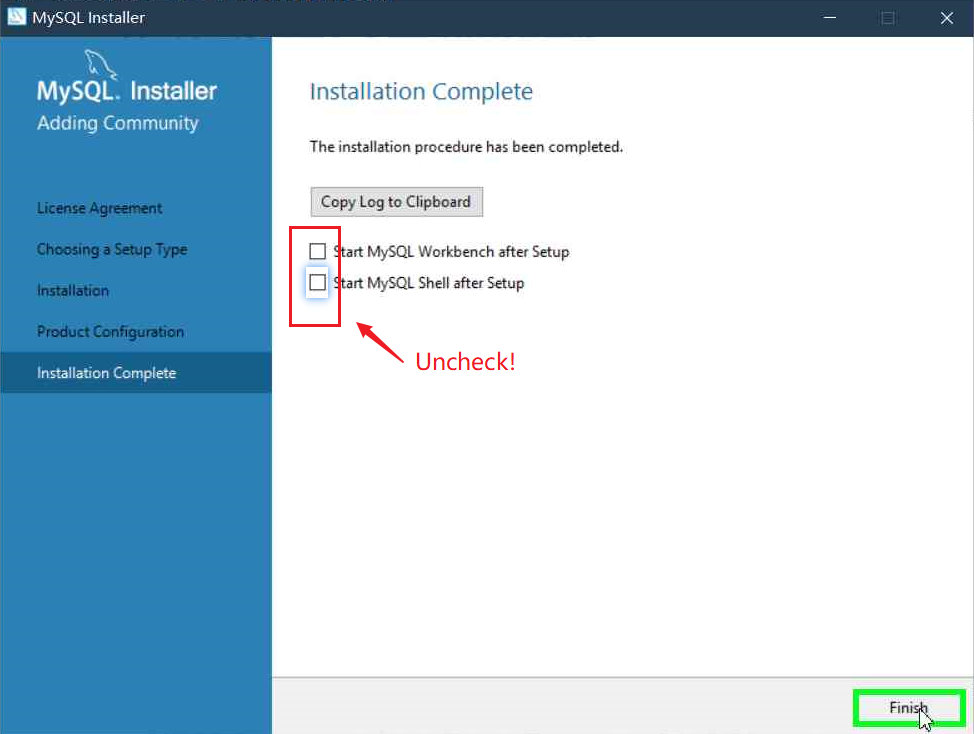 MySQL Installer
MySQL. Installer
Adding Community
License Agreement
Choosing a Setup Type
Installation
Product Configuration
Installation Complete
Installation Complete
The installation procedure has been completed.
Copy Log to Clipboard
Start MySQL Workbench after Setup
Start MySQL Shell after Setup
Uncheck!
Finish